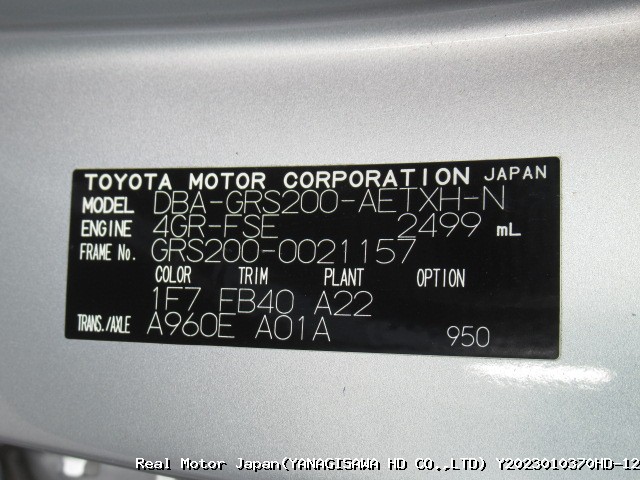 TOYOTA MOTOR CORPORATION JAPAN
MODEL DBA-GRS200-AETXH-N
ENGINE 4GR-FSE 2499 mL
FRAME No. GRS200-0021157
COLOR TRIM PLANT OPTION
1F7 FB40 A22
TRANS./AXLE A960E A01A 950
Real Motor Japan(YANAGISAWA HD CO.,LTD) Y2023010370HD-12